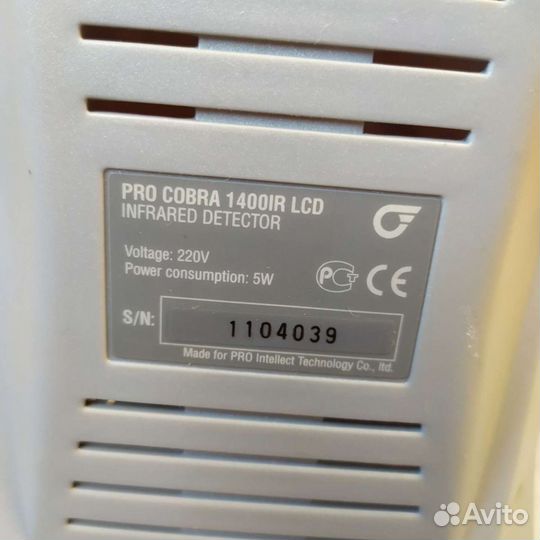 PRO COBRA 1400IR LCD
INFRARED DETECTOR
Voltage: 220V
Power consumption: 5W
S/N: 1104039
Made for PRO Intellect Technology Co., ltd.
Avito